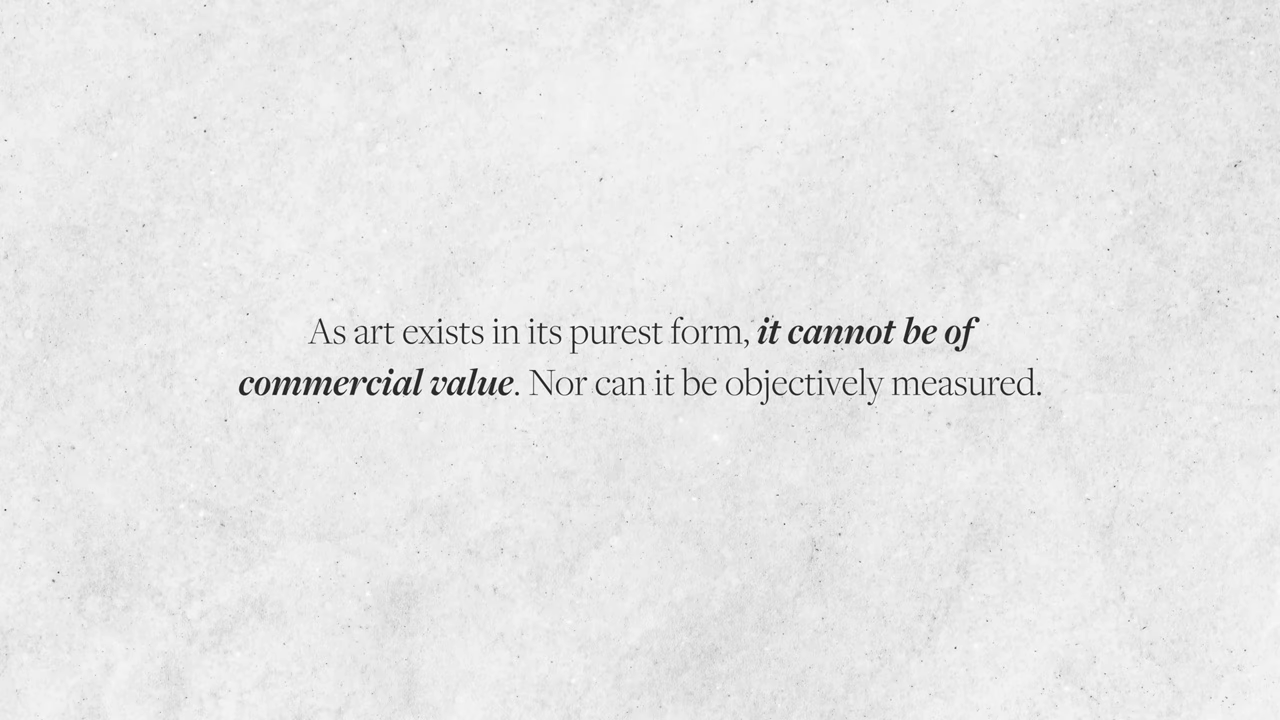 As art exists in its purest form, it cannot be of
commercial value. Nor can it be objectively measured.